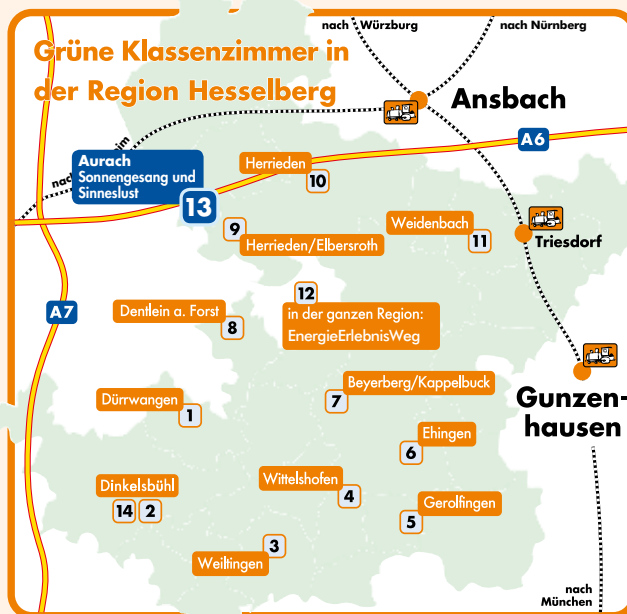 nach Würzburg
nach Nürnberg
Grüne Klassenzimmer in
der Region Hesselberg
Ansbach
A6
nach
Aurach
Sonnengesang und
Sinneslust
13
Herrieden
10
9
Herrieden/Elbersroth
Weidenbach
11
Triesdorf
12
in der ganzen Region:
EnergieErlebnisWeg
A7
Dentlein a. Forst
8
Beyerberg/Kappelbuck
7
Dürrwangen
1
Gunzen-
hausen
Ehingen
6
Dinkelsbühl
14 2
Wittelshofen
4
Gerolfingen
5
3
Weiltingen
nach
München